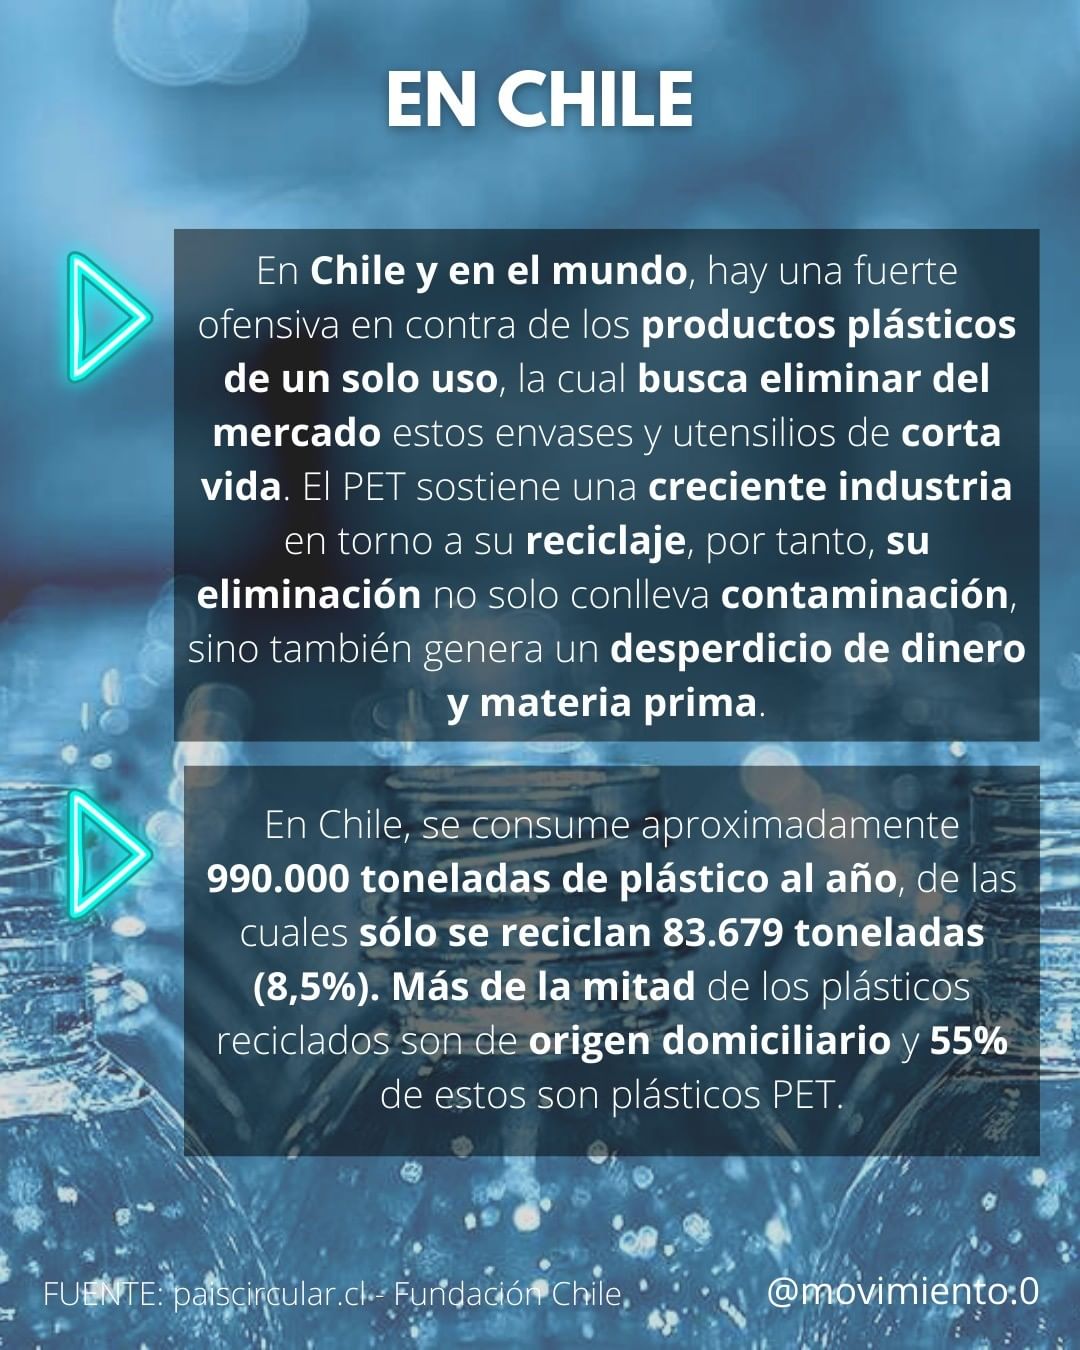 EN CHILE
En Chile y en el mundo, hay una fuerte
ofensiva en contra de los productos plásticos
de un solo uso, la cual busca eliminar del
mercado estos envases y utensilios de corta
vida. El PET sostiene una creciente industria
en torno a su reciclaje, por tanto, su
eliminación no solo conlleva contaminación,
sino también genera un desperdicio de dinero
y materia prima.
En Chile, se consume aproximadamente
990.000 toneladas de plástico al año, de las
cuales sólo se reciclan 83.679 toneladas
(8,5%). Más de la mitad de los plásticos
reciclados son de origen domiciliario y 55%
de estos son plásticos PET.
FUENTE: paiscircular.cl - Fundación Chile
@movimiento.0